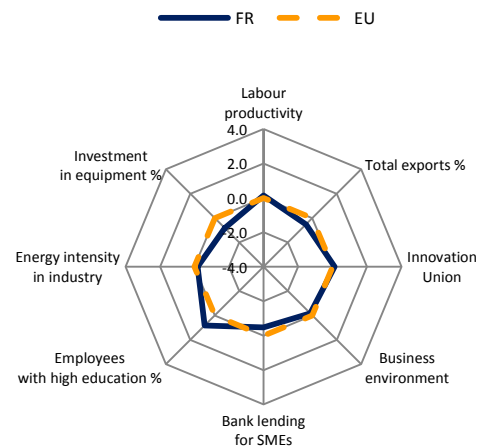 FR EU
Labour
productivity
4.0
2.0
0.0
-2.0
-4.0
Total exports %
Innovation
Union
Business
environment
Bank lending
for SMEs
Employees
with high education %
Energy intensity
in industry
Investment
in equipment %